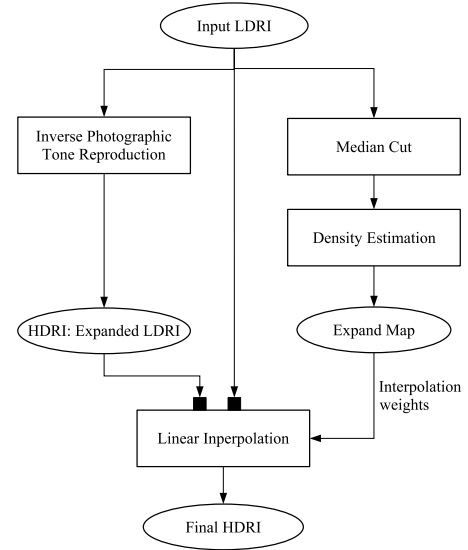 Input LDRI
Inverse Photographic
Tone Reproduction
Median Cut
Density Estimation
HDRI: Expanded LDRI
Expand Map
Interpolation
weights
Linear Inperpolation
Final HDRI